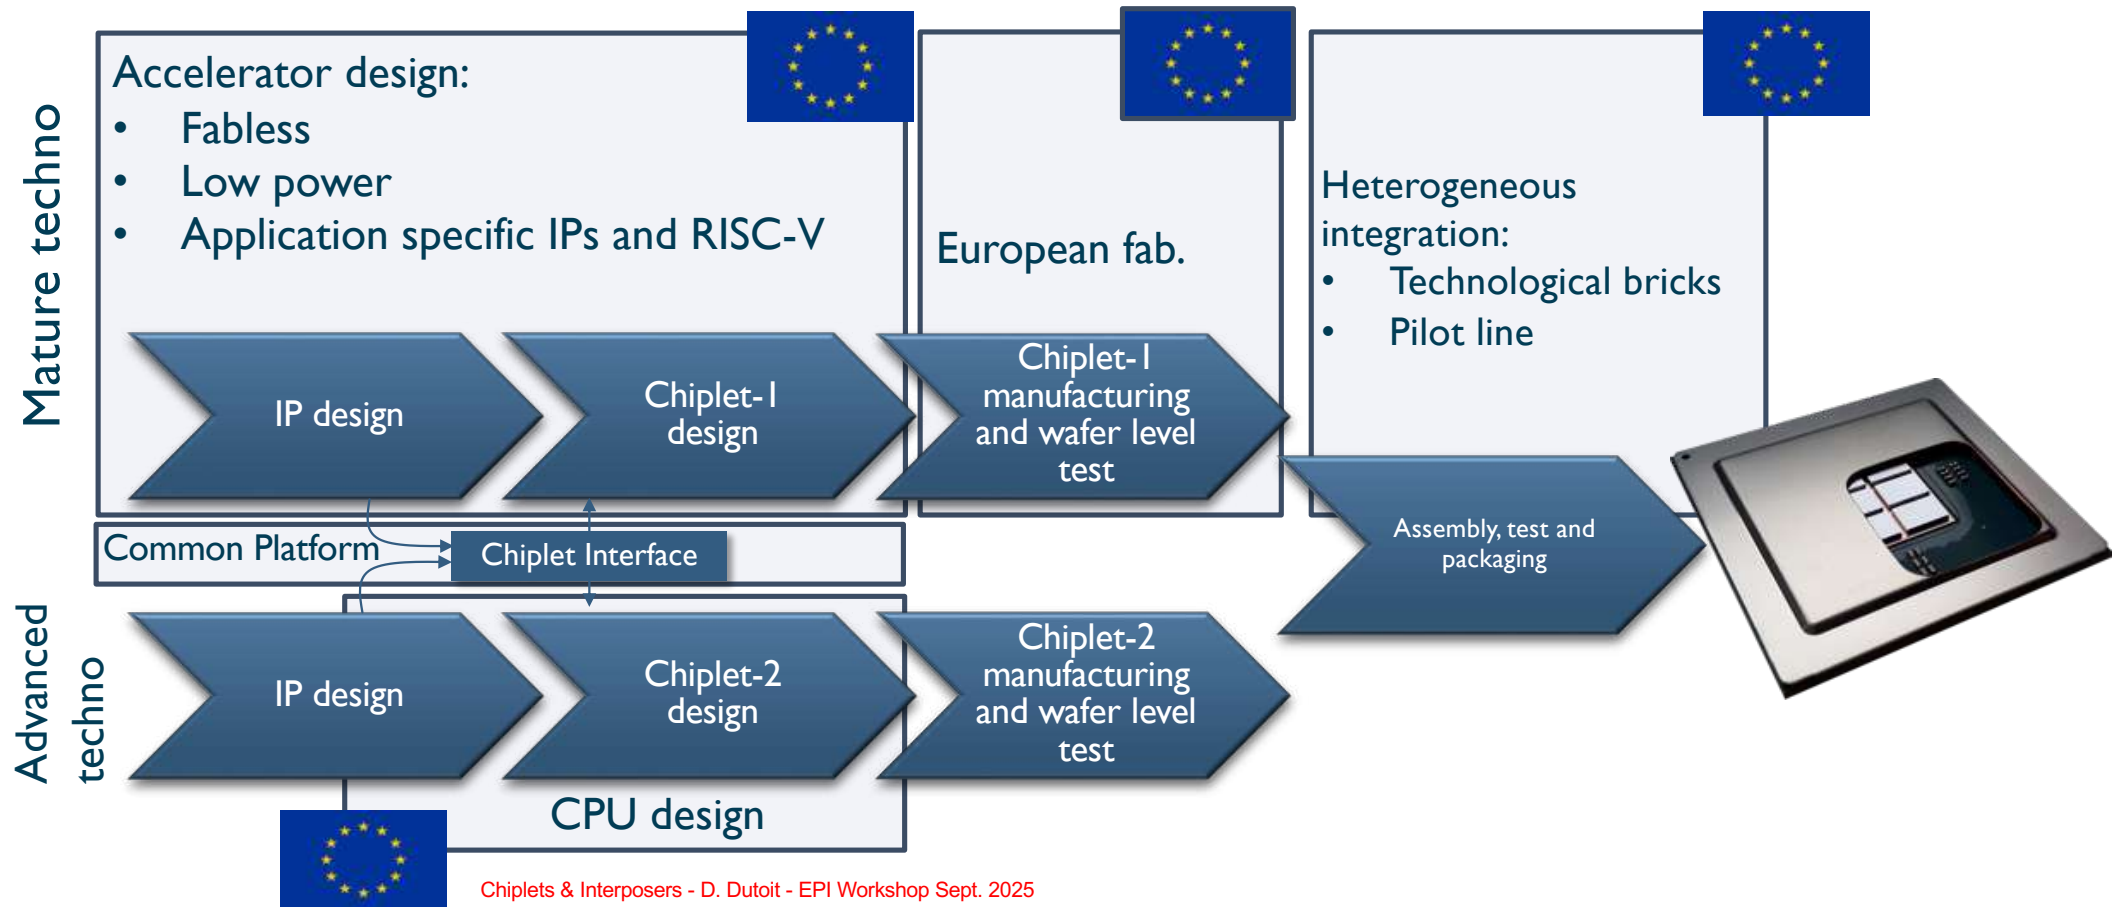 Mature techno
Accelerator design:
• Fabless
• Low power
• Application specific IPs and RISC-V
European fab.
Heterogeneous
integration:
• Technological bricks
• Pilot line
IP design
Chiplet-1
design
Chiplet-1
manufacturing
and wafer level
test
Assembly, test and
packaging
Common Platform
Chiplet Interface
Advanced
techno
IP design
Chiplet-2
design
Chiplet-2
manufacturing
and wafer level
test
CPU design
Chiplets & Interposers - D. Dutoit - EPI Workshop Sept. 2025